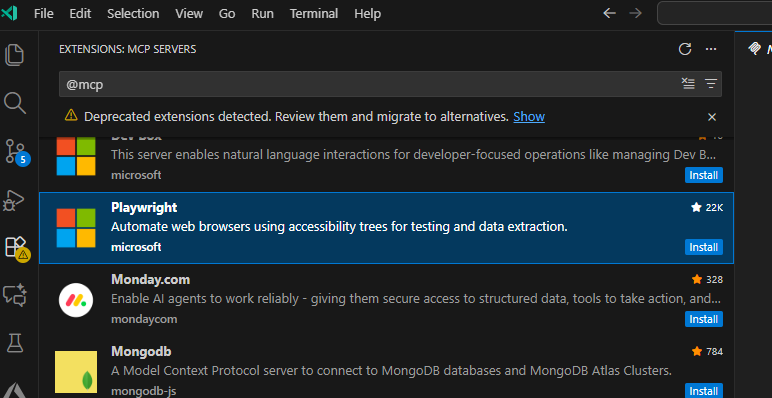 File Edit Selection View Go Run Terminal Help
EXTENSIONS: MCP SERVERS
@mcp
Deprecated extensions detected. Review them and migrate to alternatives. Show
Dev Box
This server enables natural language interactions for developer-focused operations like managing Dev B...
microsoft Install
5
Playwright 22K
Automate web browsers using accessibility trees for testing and data extraction.
microsoft Install
Monday.com 328
Enable AI agents to work reliably - giving them secure access to structured data, tools to take action, and...
mondaycom Install
Mongodb 784
A Model Context Protocol server to connect to MongoDB databases and MongoDB Atlas Clusters.
mongodb-js Install